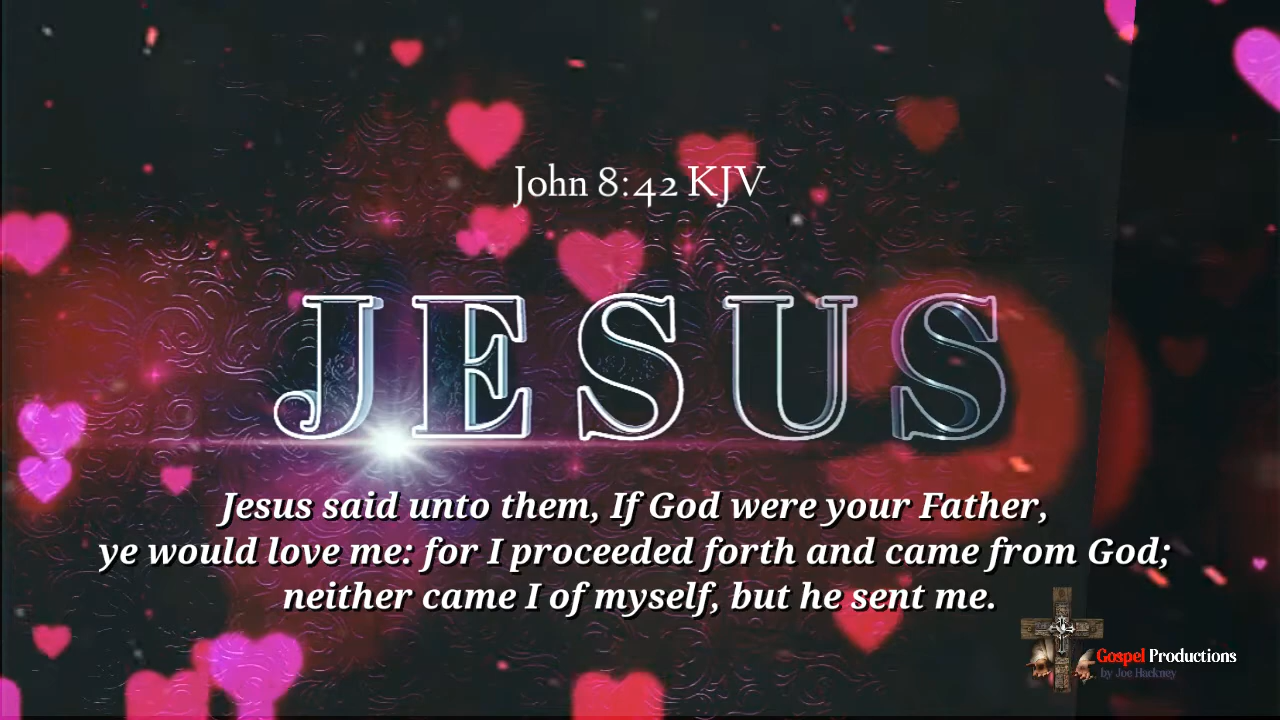 John 8:42 KJV
JESUS
Jesus said unto them, If God were your Father,
ye would love me: for I proceeded forth and came from God;
neither came I of myself, but he sent me.
Gospel Productions
by Joe Hackney